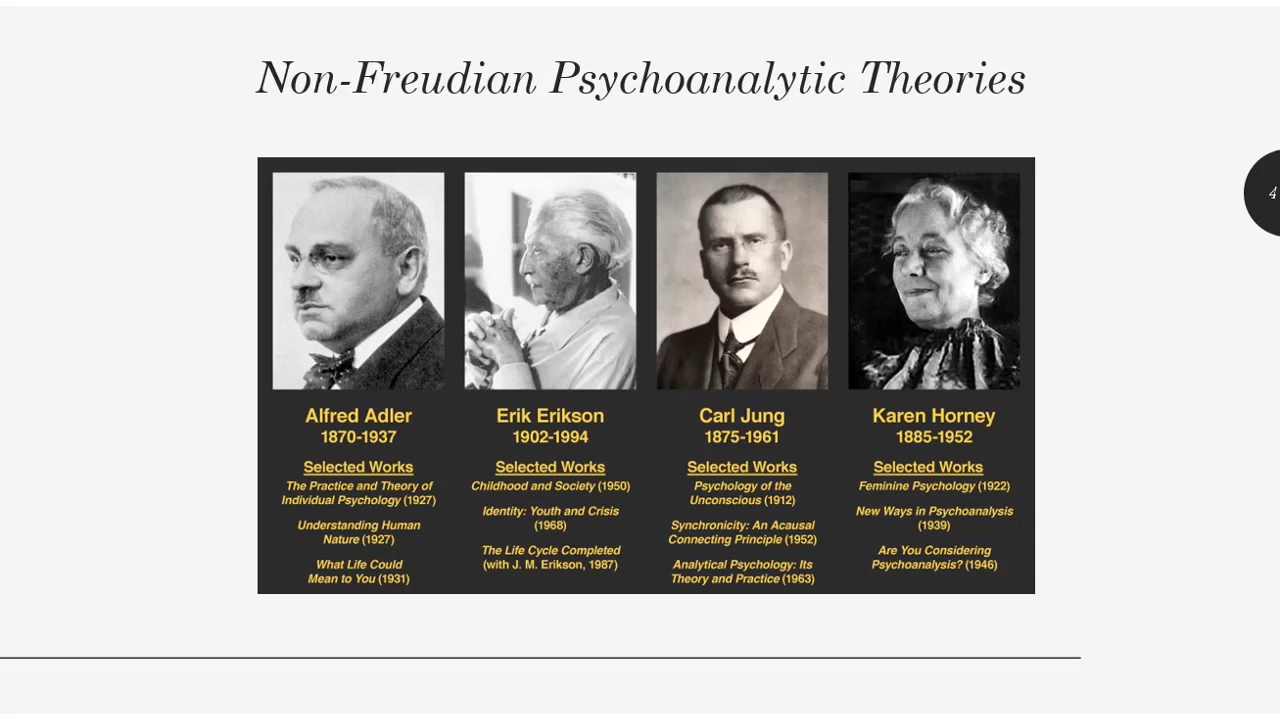 Non-Freudian Psychoanalytic Theories
4
Alfred Adler
1870-1937
Selected Works
The Practice and Theory of
Individual Psychology (1927)
Understanding Human
Nature (1927)
What Life Could
Mean to You (1931)
Erik Erikson
1902-1994
Selected Works
Childhood and Society (1950)
Identity: Youth and Crisis
(1968)
The Life Cycle Completed
(with J. M. Erikson, 1987)
Carl Jung
1875-1961
Selected Works
Psychology of the
Unconscious (1912)
Synchronicity: An Acausal
Connecting Principle (1952)
Analytical Psychology: Its
Theory and Practice (1963)
Karen Horney
1885-1952
Selected Works
Feminine Psychology (1922)
New Ways in Psychoanalysis
(1939)
Are You Considering
Psychoanalysis? (1946)